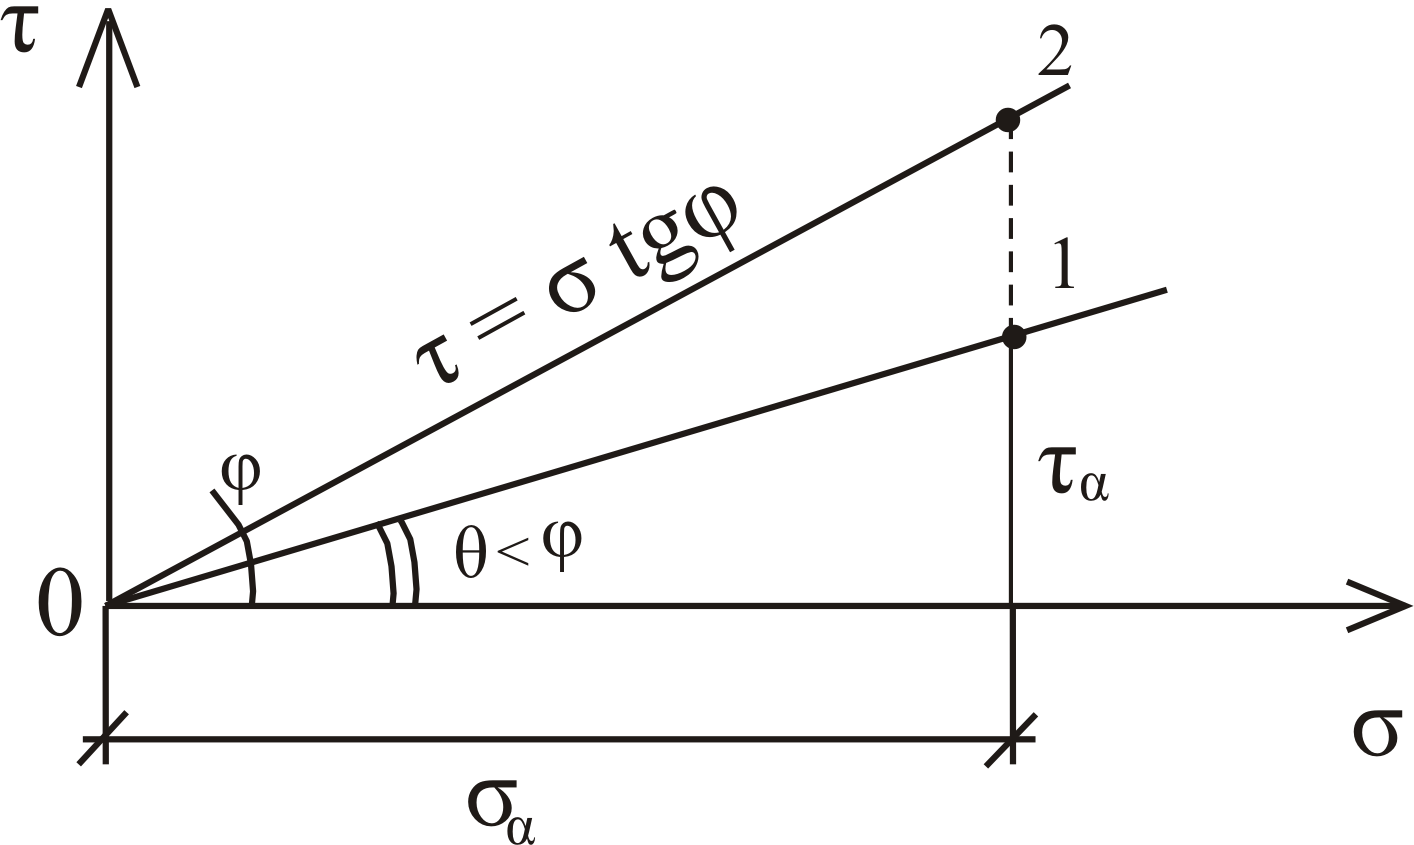 τ
2
τ = σ tgφ
1
φ
τα
θ < φ
0
σ
σα